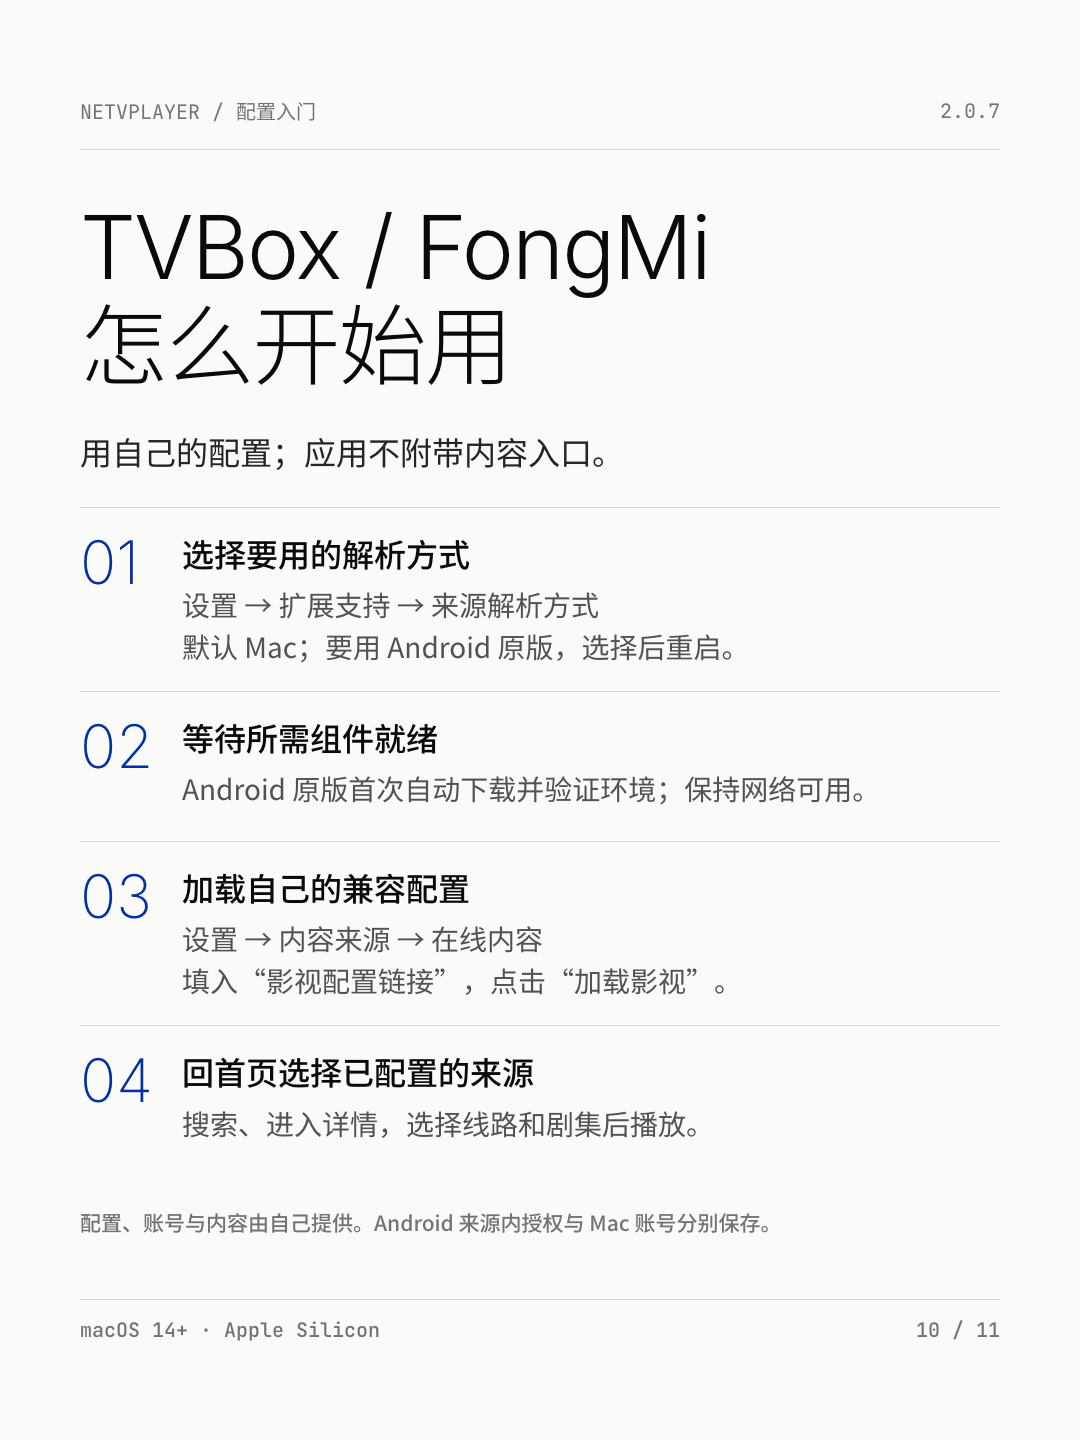 NETVPLAYER / 配置入门
2.0.7
TVBox / FongMi
怎么开始用
用自己的配置；应用不附带内容入口。
01
选择要用的解析方式
设置 → 扩展支持 → 来源解析方式
默认 Mac；要用 Android 原版，选择后重启。
02
等待所需组件就绪
Android 原版首次自动下载并验证环境；保持网络可用。
03
加载自己的兼容配置
设置 → 内容来源 → 在线内容
填入“影视配置链接”，点击“加载影视”。
04
回首页选择已配置的来源
搜索、进入详情，选择线路和剧集后播放。
配置、账号与内容由自己提供。Android 来源内授权与 Mac 账号分别保存。
macOS 14+ · Apple Silicon
10 / 11